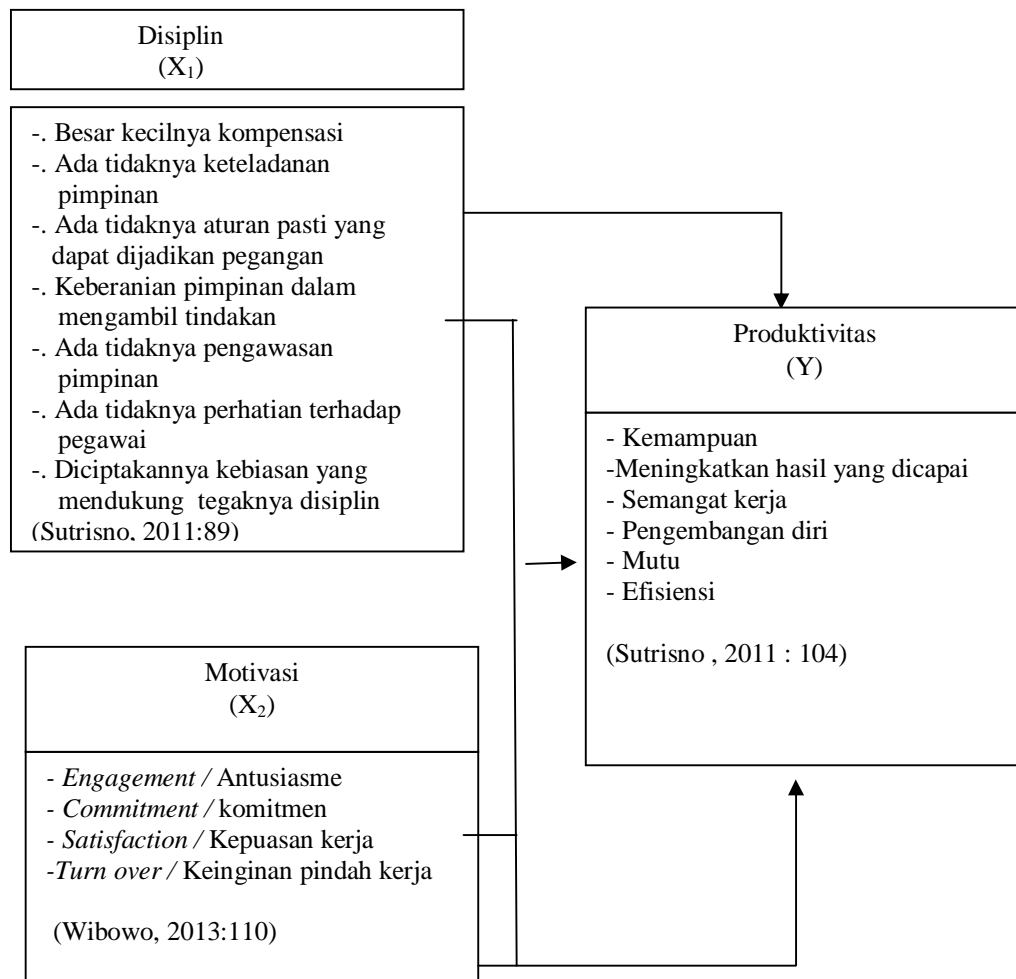 Disiplin
(X₁)
-. Besar kecilnya kompensasi
-. Ada tidaknya keteladanan
pimpinan
-. Ada tidaknya aturan pasti yang
dapat dijadikan pegangan
-. Keberanian pimpinan dalam
mengambil tindakan
-. Ada tidaknya pengawasan
pimpinan
-. Ada tidaknya perhatian terhadap
pegawai
-. Diciptakannya kebiasan yang
mendukung tegaknya disiplin
(Sutrisno, 2011:89)
Motivasi
(X₂)
- Engagement / Antusiasme
- Commitment / komitmen
- Satisfaction / Kepuasan kerja
-Turn over / Keinginan pindah kerja
(Wibowo, 2013:110)
Produktivitas
(Y)
- Kemampuan
-Meningkatkan hasil yang dicapai
- Semangat kerja
- Pengembangan diri
- Mutu
- Efisiensi
(Sutrisno , 2011 : 104)